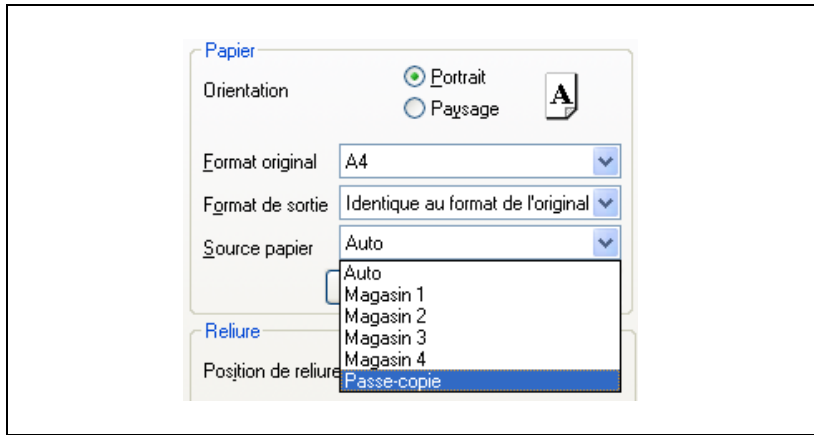 Papier
Orientation
Portrait
A
Paysage
Format original A4
Format de sortie Identique au format de l'original
Source papier Auto
Auto
Magasin 1
Magasin 2
Magasin 3
Magasin 4
Passe-copie
Reliure
Position de reliure